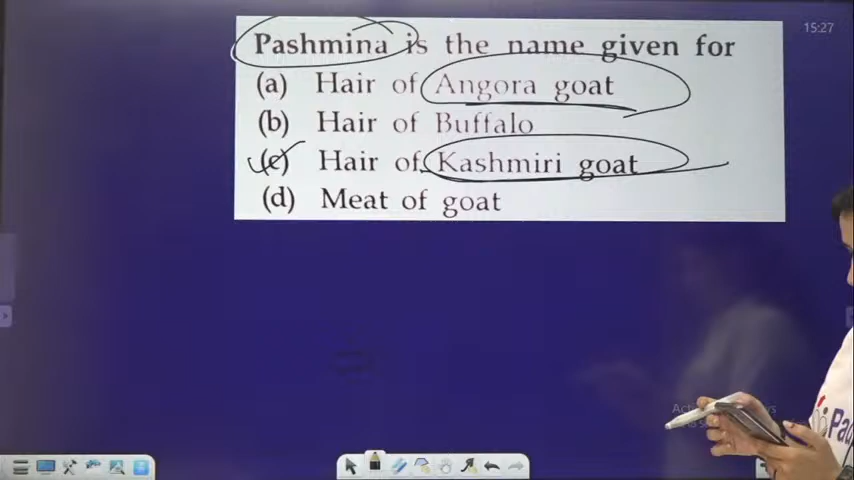 15:27
Pashmina is the name given for
(a) Hair of Angora goat
(b) Hair of Buffalo
(c) Hair of Kashmiri goat
(d) Meat of goat